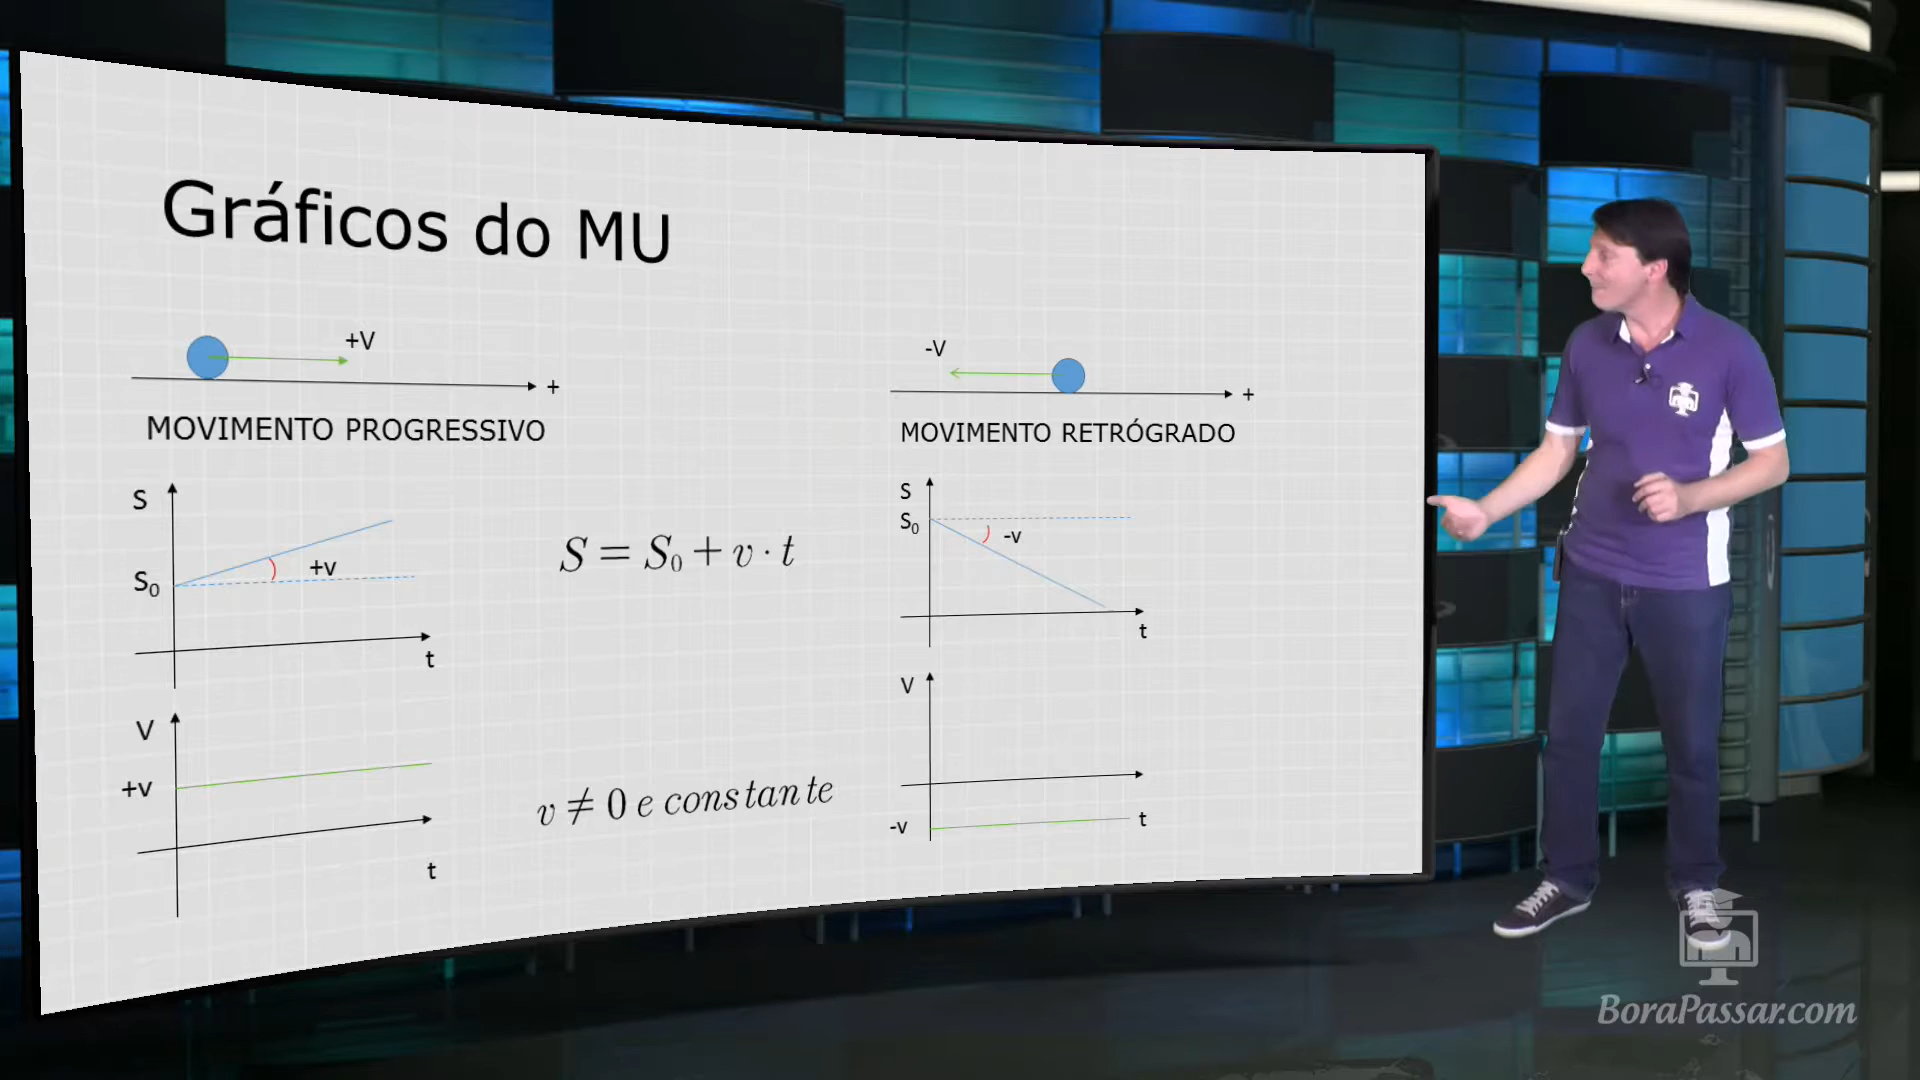 Gráficos do MU
+V
+
MOVIMENTO PROGRESSIVO
S
S₀
+v
t
V
+v
t
S = S₀ + v · t
v ≠ 0 e constante
-V
+
MOVIMENTO RETRÓGRADO
S
S₀
-v
t
V
-v
t
BoraPassar.com